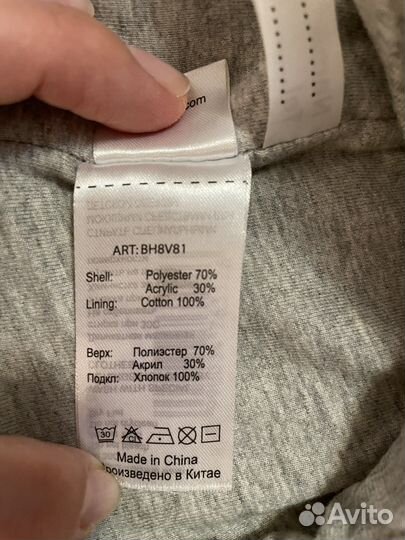 .com
ART:BH8V81
Shell: Polyester 70%
Acrylic 30%
Lining: Cotton 100%
Верх: Полиэстер 70%
Акрил 30%
Подкл: Хлопок 100%
30
Made in China
роизведено в Китае
Avito